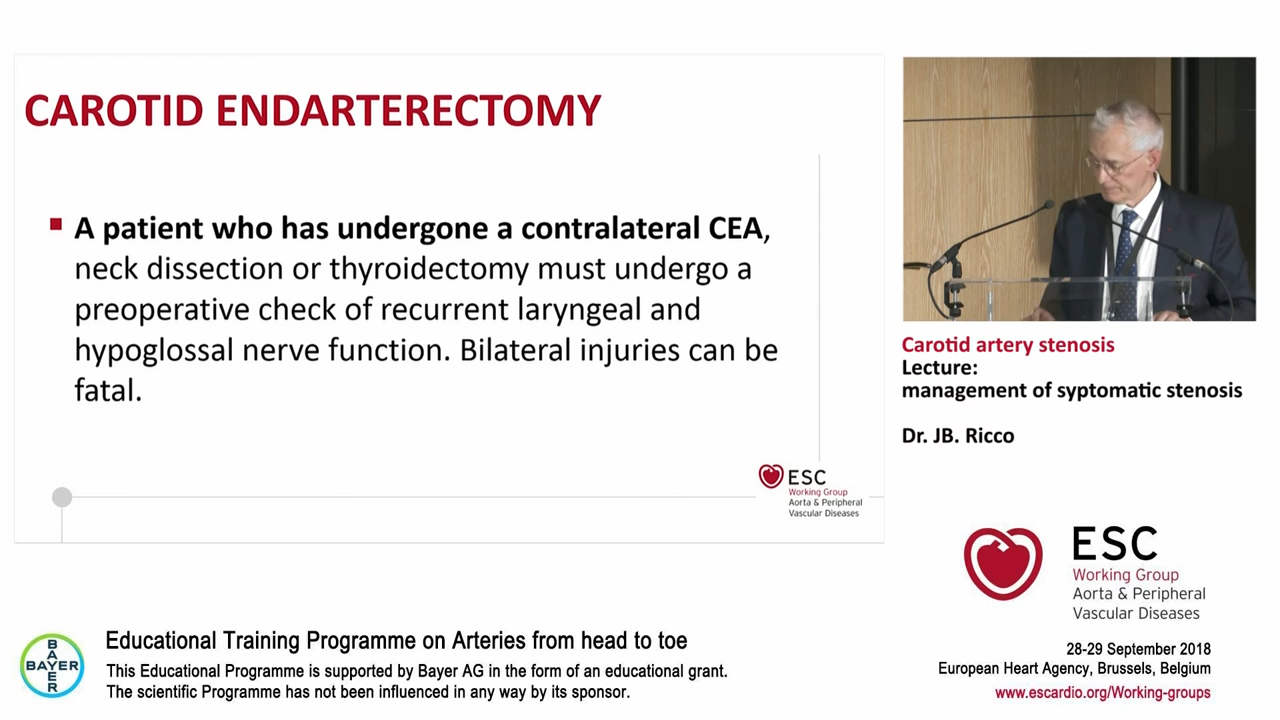 CAROTID ENDARTERECTOMY
A patient who has undergone a contralateral CEA,
neck dissection or thyroidectomy must undergo a
preoperative check of recurrent laryngeal and
hypoglossal nerve function. Bilateral injuries can be
fatal.
ESC
Working Group
Aorta & Peripheral
Vascular Diseases
Carotid artery stenosis
Lecture:
management of syptomatic stenosis
Dr. JB. Ricco
ESC
Working Group
Aorta & Peripheral
Vascular Diseases
BAYER
BAYER
Educational Training Programme on Arteries from head to toe
This Educational Programme is supported by Bayer AG in the form of an educational grant.
The scientific Programme has not been influenced in any way by its sponsor.
28-29 September 2018
European Heart Agency, Brussels, Belgium
www.escardio.org/Working-groups